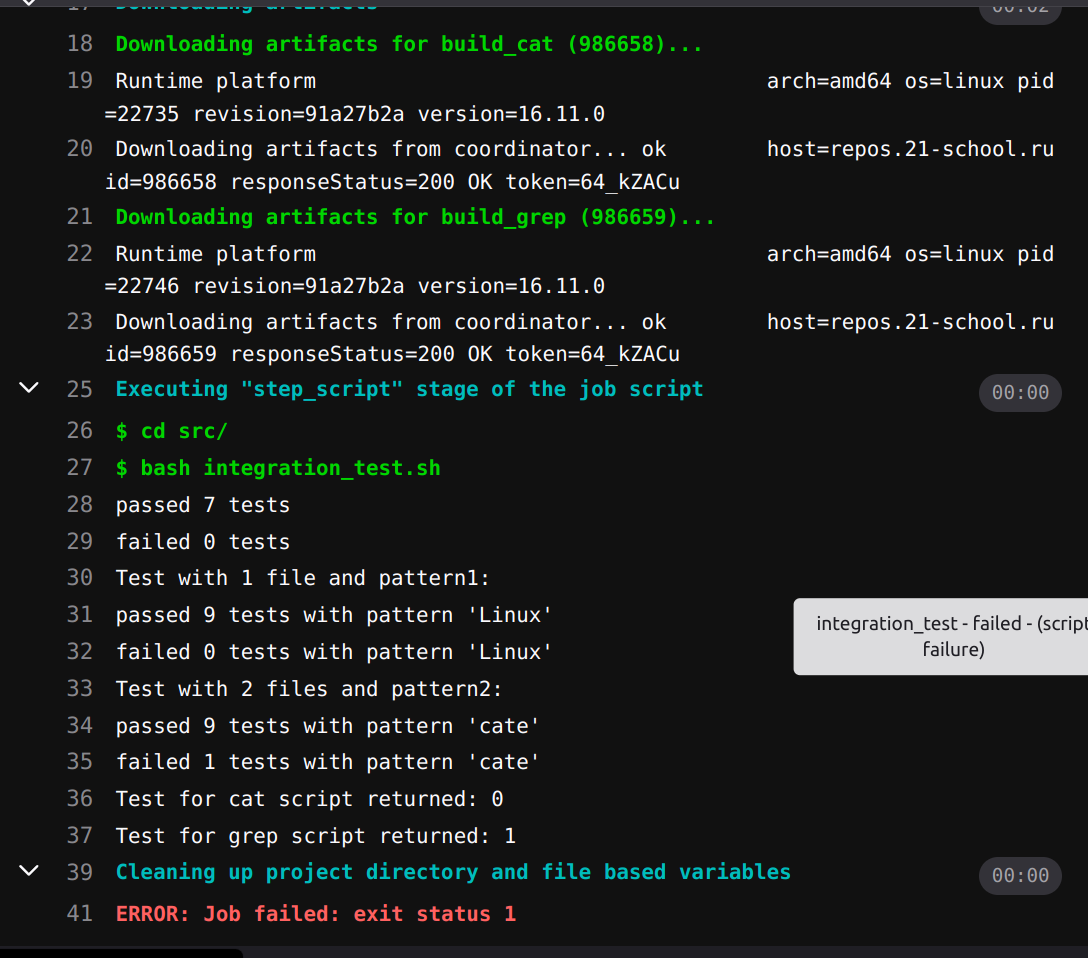 17 Downloading artifacts 00:02
18 Downloading artifacts for build_cat (986658)...
19 Runtime platform arch=amd64 os=linux pid
=22735 revision=91a27b2a version=16.11.0
20 Downloading artifacts from coordinator... ok host=repos.21-school.ru
id=986658 responseStatus=200 OK token=64_kZACu
21 Downloading artifacts for build_grep (986659)...
22 Runtime platform arch=amd64 os=linux pid
=22746 revision=91a27b2a version=16.11.0
23 Downloading artifacts from coordinator... ok host=repos.21-school.ru
id=986659 responseStatus=200 OK token=64_kZACu
25 Executing "step_script" stage of the job script 00:00
26 $ cd src/
27 $ bash integration_test.sh
28 passed 7 tests
29 failed 0 tests
30 Test with 1 file and pattern1:
31 passed 9 tests with pattern 'Linux'
integration_test - failed - (script
failure)
32 failed 0 tests with pattern 'Linux'
33 Test with 2 files and pattern2:
34 passed 9 tests with pattern 'cate'
35 failed 1 tests with pattern 'cate'
36 Test for cat script returned: 0
37 Test for grep script returned: 1
39 Cleaning up project directory and file based variables 00:00
41 ERROR: Job failed: exit status 1